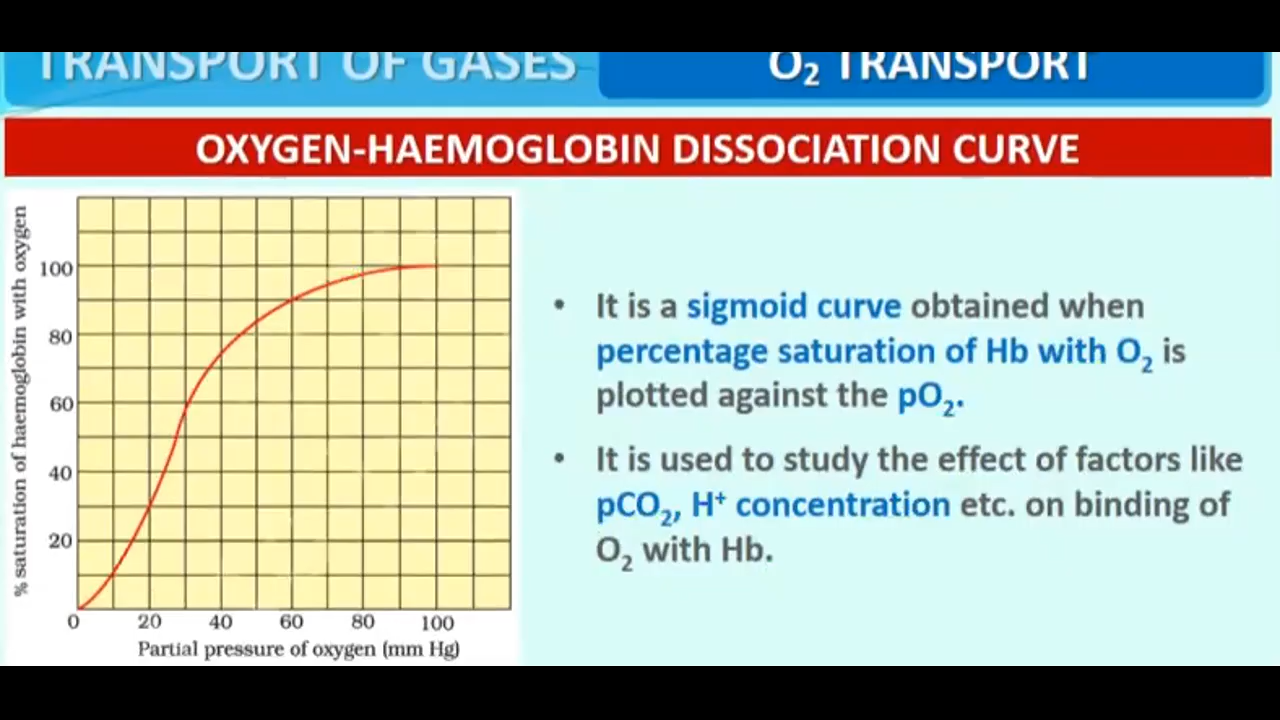 TRANSPORT OF GASES
O₂ TRANSPORT
OXYGEN-HAEMOGLOBIN DISSOCIATION CURVE
% saturation of haemoglobin with oxygen
100
80
60
40
20
0 20 40 60 80 100
Partial pressure of oxygen (mm Hg)
• It is a sigmoid curve obtained when
percentage saturation of Hb with O₂ is
plotted against the pO₂.
• It is used to study the effect of factors like
pCO₂, H⁺ concentration etc. on binding of
O₂ with Hb.